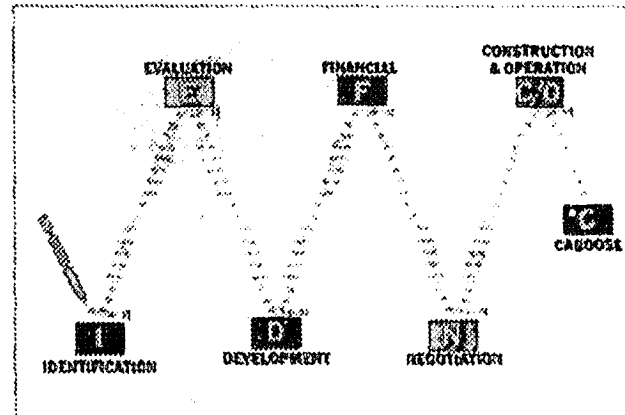 EVALUATION
FINANCIAL
CONSTRUCTION
& OPERATION
E
F
C/O
C
CABOOSE
I
D
N
IDENTIFICATION
DEVELOPMENT
NEGOTIATION